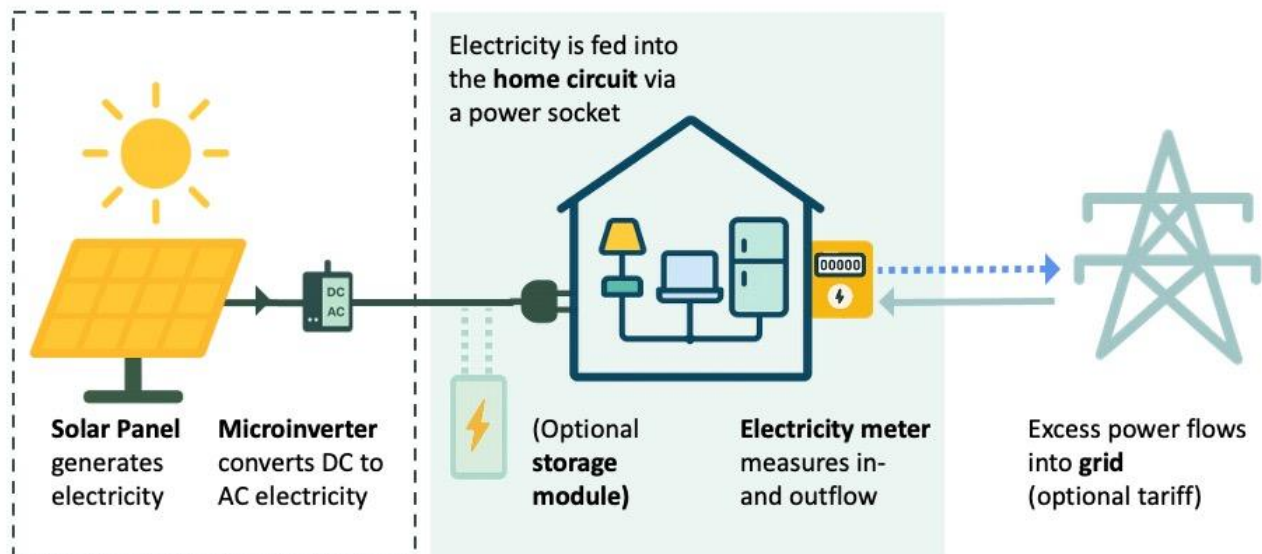 Electricity is fed into
the home circuit via
a power socket
DC
AC
00000
Solar Panel
generates
electricity
Microinverter
converts DC to
AC electricity
(Optional
storage
module)
Electricity meter
measures in-
and outflow
Excess power flows
into grid
(optional tariff)